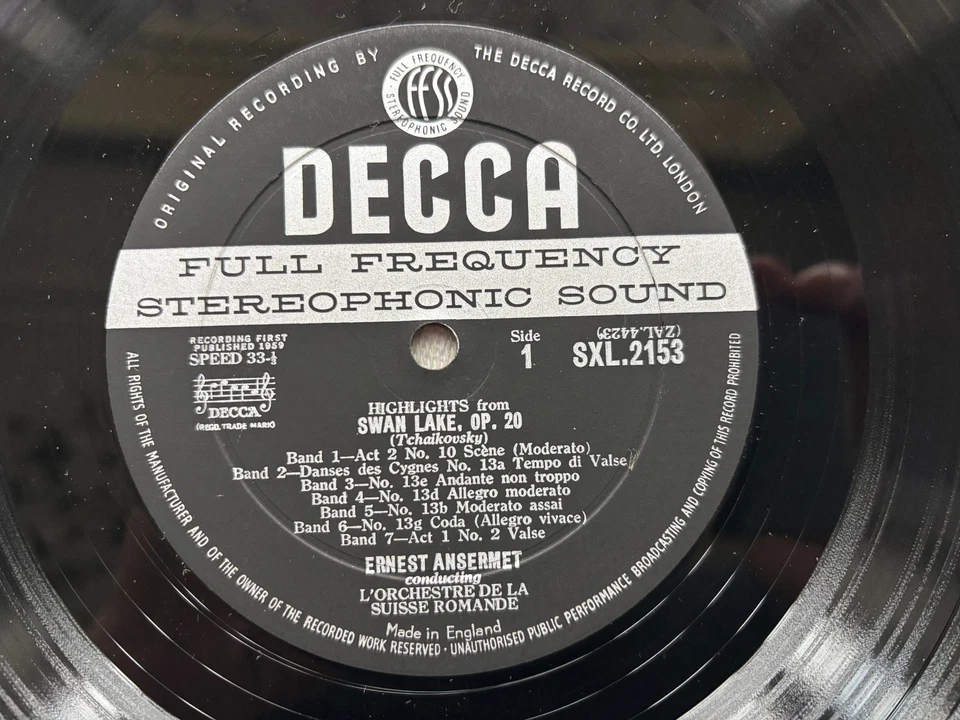 ORIGINAL RECORDING BY THE DECCA RECORD CO. LTD. LONDON
FULL FREQUENCY
FFSS
STEREOPHONIC SOUND
DECCA
FULL FREQUENCY
STEREOPHONIC SOUND
RECORDING FIRST
PUBLISHED 1959
SPEED 33-⅓
DECCA
(REGD. TRADE MARK)
Side
1
(ZAL.4423)
SXL.2153
HIGHLIGHTS from
SWAN LAKE, OP. 20
(Tchaikovsky)
Band 1—Act 2 No. 10 Scène (Moderato)
Band 2—Danses des Cygnes No. 13a Tempo di Valse
Band 3—No. 13e Andante non troppo
Band 4—No. 13d Allegro moderato
Band 5—No. 13b Moderato assai
Band 6—No. 13g Coda (Allegro vivace)
Band 7—Act 1 No. 2 Valse
ERNEST ANSERMET
conducting
L'ORCHESTRE DE LA
SUISSE ROMANDE
Made in England
ALL RIGHTS OF THE MANUFACTURER AND OF THE OWNER OF THE RECORDED WORK RESERVED · UNAUTHORISED PUBLIC PERFORMANCE BROADCASTING AND COPYING OF THIS RECORD PROHIBITED